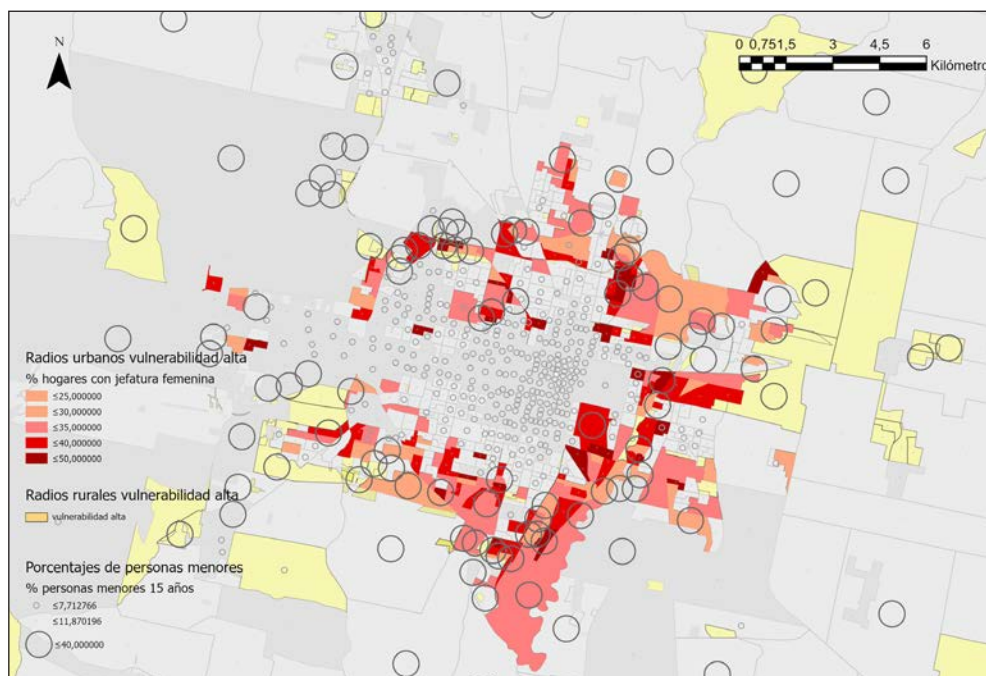 N
0 0,75 1,5 3 4,5 6
Kilómetro
Radios urbanos vulnerabilidad alta
% hogares con jefatura femenina
≤25,000000
≤30,000000
≤35,000000
≤40,000000
≤50,000000
Radios rurales vulnerabilidad alta
vulnerabilidad alta
Porcentajes de personas menores
% personas menores 15 años
≤7,712766
≤11,870196
≤40,000000